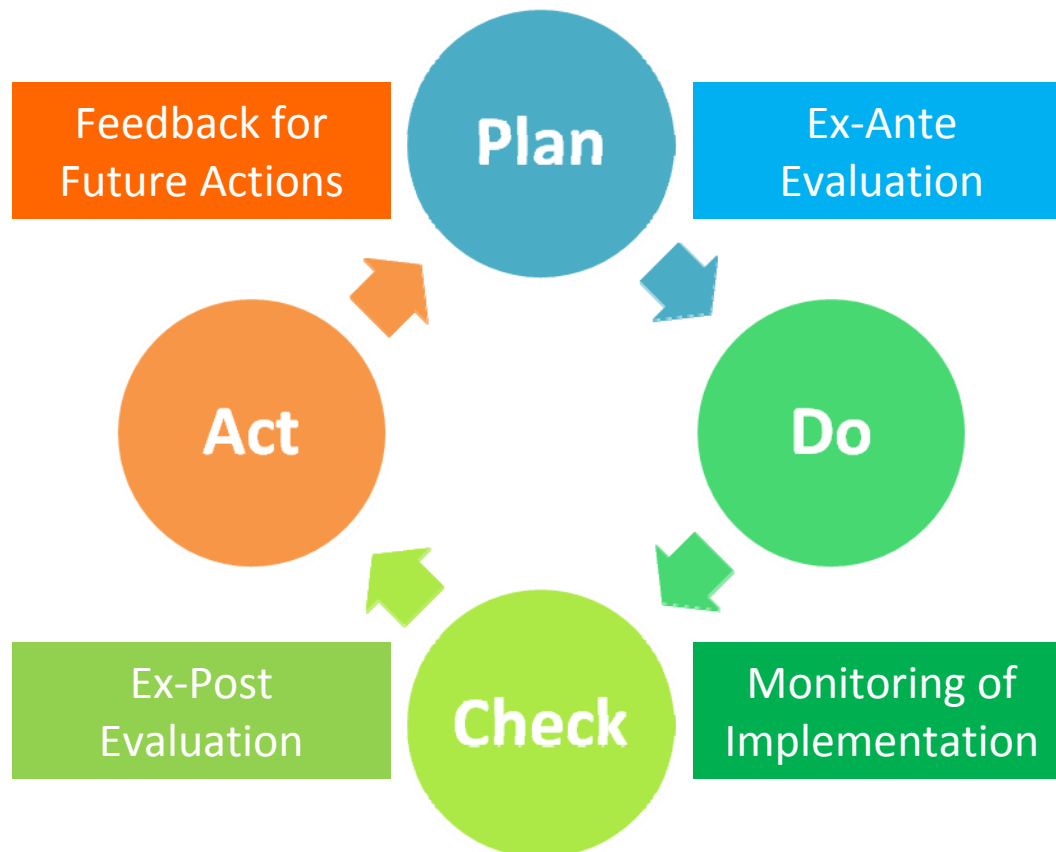 Plan
Feedback for
Future Actions
Ex-Ante
Evaluation
Act
Do
Ex-Post
Evaluation
Check
Monitoring of
Implementation